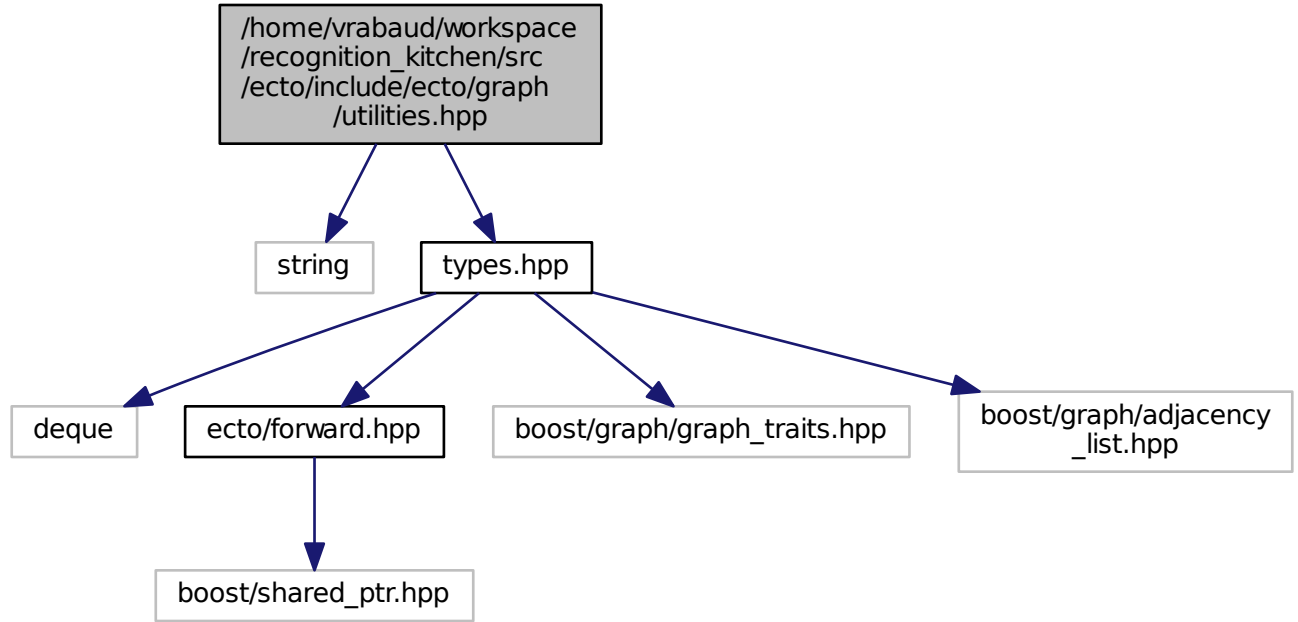 /home/vrabaud/workspace
/recognition_kitchen/src
/ecto/include/ecto/graph
/utilities.hpp
string
types.hpp
deque
ecto/forward.hpp
boost/graph/graph_traits.hpp
boost/graph/adjacency
_list.hpp
boost/shared_ptr.hpp